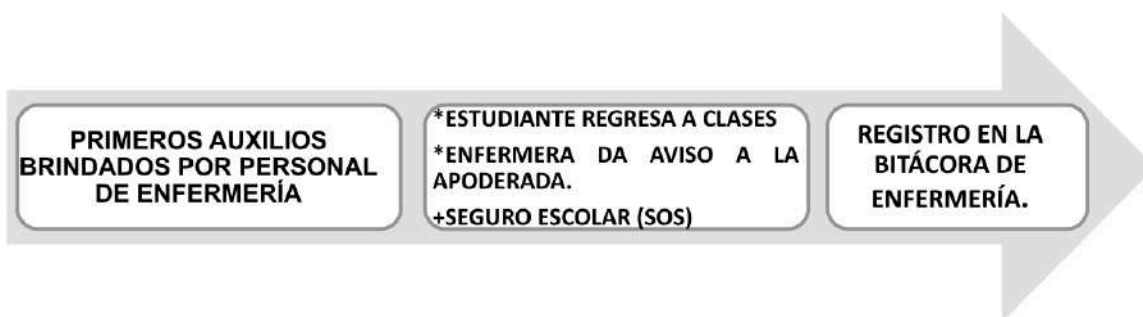 PRIMEROS AUXILIOS
BRINDADOS POR PERSONAL
DE ENFERMERÍA
*ESTUDIANTE REGRESA A CLASES
*ENFERMERA DA AVISO A LA
APODERADA.
+SEGURO ESCOLAR (SOS)
REGISTRO EN LA
BITÁCORA DE
ENFERMERÍA.